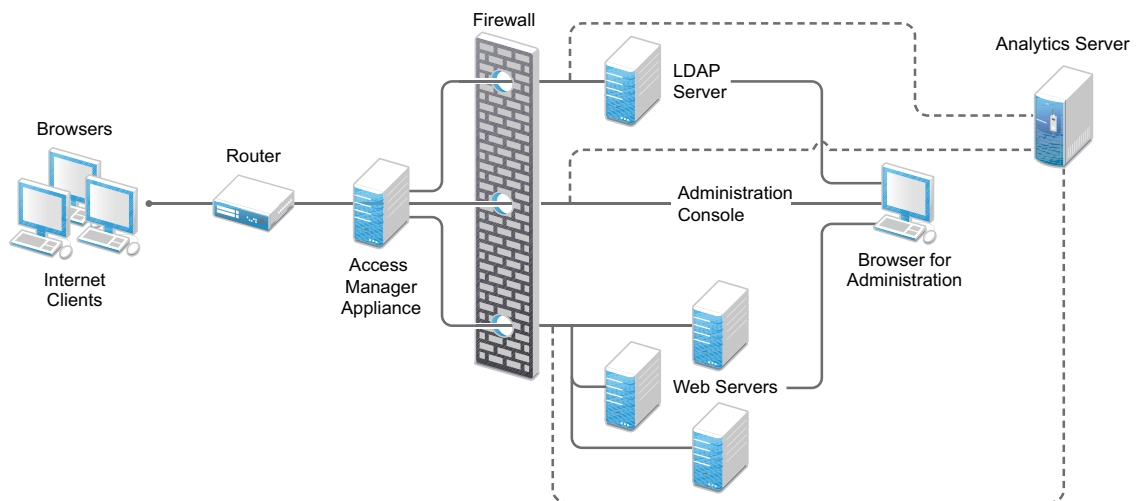 Firewall
Analytics Server
LDAP
Server
Browsers
Router
Administration
Console
Access
Manager
Appliance
Browser for
Administration
Internet
Clients
Web Servers